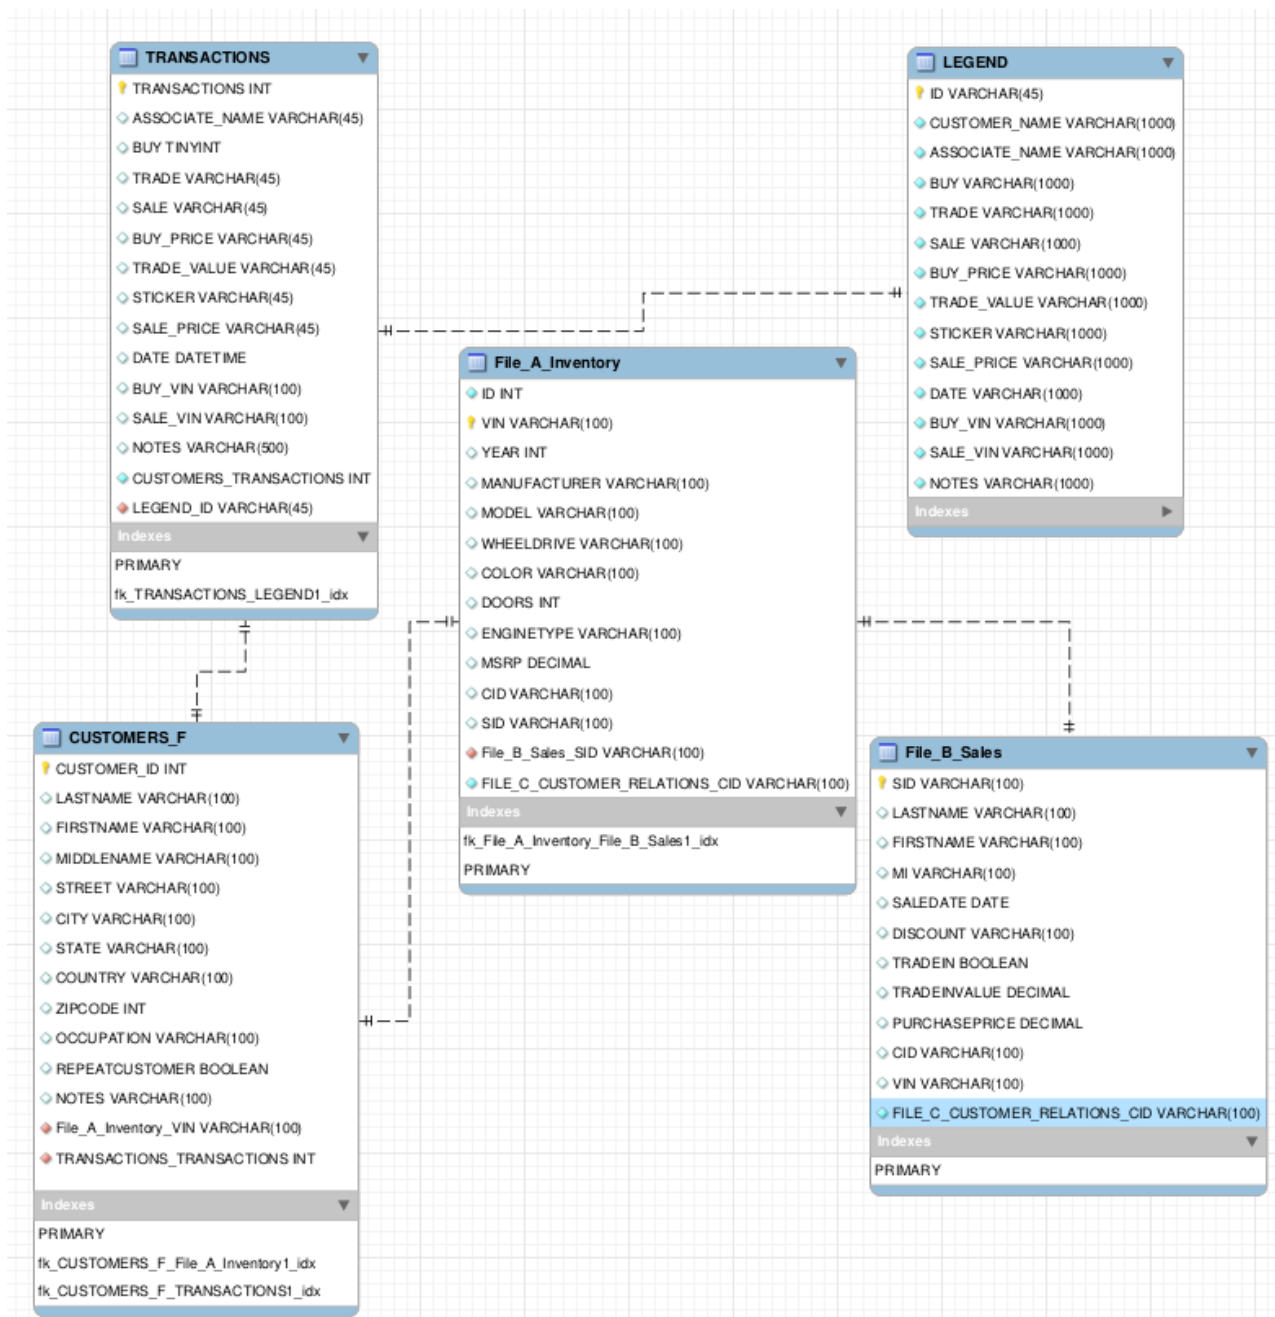 TRANSACTIONS
TRANSACTIONS INT
ASSOCIATE_NAME VARCHAR(45)
BUY TINYINT
TRADE VARCHAR(45)
SALE VARCHAR(45)
BUY_PRICE VARCHAR(45)
TRADE_VALUE VARCHAR(45)
STICKER VARCHAR(45)
SALE_PRICE VARCHAR(45)
DATE DATETIME
BUY_VIN VARCHAR(100)
SALE_VIN VARCHAR(100)
NOTES VARCHAR(500)
CUSTOMERS_TRANSACTIONS INT
LEGEND_ID VARCHAR(45)
Indexes
PRIMARY
fk_TRANSACTIONS_LEGEND1_idx
LEGEND
ID VARCHAR(45)
CUSTOMER_NAME VARCHAR(1000)
ASSOCIATE_NAME VARCHAR(1000)
BUY VARCHAR(1000)
TRADE VARCHAR(1000)
SALE VARCHAR(1000)
BUY_PRICE VARCHAR(1000)
TRADE_VALUE VARCHAR(1000)
STICKER VARCHAR(1000)
SALE_PRICE VARCHAR(1000)
DATE VARCHAR(1000)
BUY_VIN VARCHAR(1000)
SALE_VIN VARCHAR(1000)
NOTES VARCHAR(1000)
Indexes
File_A_Inventory
ID INT
VIN VARCHAR(100)
YEAR INT
MANUFACTURER VARCHAR(100)
MODEL VARCHAR(100)
WHEELDRIVE VARCHAR(100)
COLOR VARCHAR(100)
DOORS INT
ENGINETYPE VARCHAR(100)
MSRP DECIMAL
CID VARCHAR(100)
SID VARCHAR(100)
File_B_Sales_SID VARCHAR(100)
FILE_C_CUSTOMER_RELATIONS_CID VARCHAR(100)
Indexes
fk_File_A_Inventory_File_B_Sales1_idx
PRIMARY
CUSTOMERS_F
CUSTOMER_ID INT
LASTNAME VARCHAR(100)
FIRSTNAME VARCHAR(100)
MIDDLENAME VARCHAR(100)
STREET VARCHAR(100)
CITY VARCHAR(100)
STATE VARCHAR(100)
COUNTRY VARCHAR(100)
ZIPCODE INT
OCCUPATION VARCHAR(100)
REPEATCUSTOMER BOOLEAN
NOTES VARCHAR(100)
File_A_Inventory_VIN VARCHAR(100)
TRANSACTIONS_TRANSACTIONS INT
Indexes
PRIMARY
fk_CUSTOMERS_F_File_A_Inventory1_idx
fk_CUSTOMERS_F_TRANSACTIONS1_idx
File_B_Sales
SID VARCHAR(100)
LASTNAME VARCHAR(100)
FIRSTNAME VARCHAR(100)
MI VARCHAR(100)
SALEDATE DATE
DISCOUNT VARCHAR(100)
TRADEIN BOOLEAN
TRADEINVALUE DECIMAL
PURCHASEPRICE DECIMAL
CID VARCHAR(100)
VIN VARCHAR(100)
FILE_C_CUSTOMER_RELATIONS_CID VARCHAR(100)
Indexes
PRIMARY